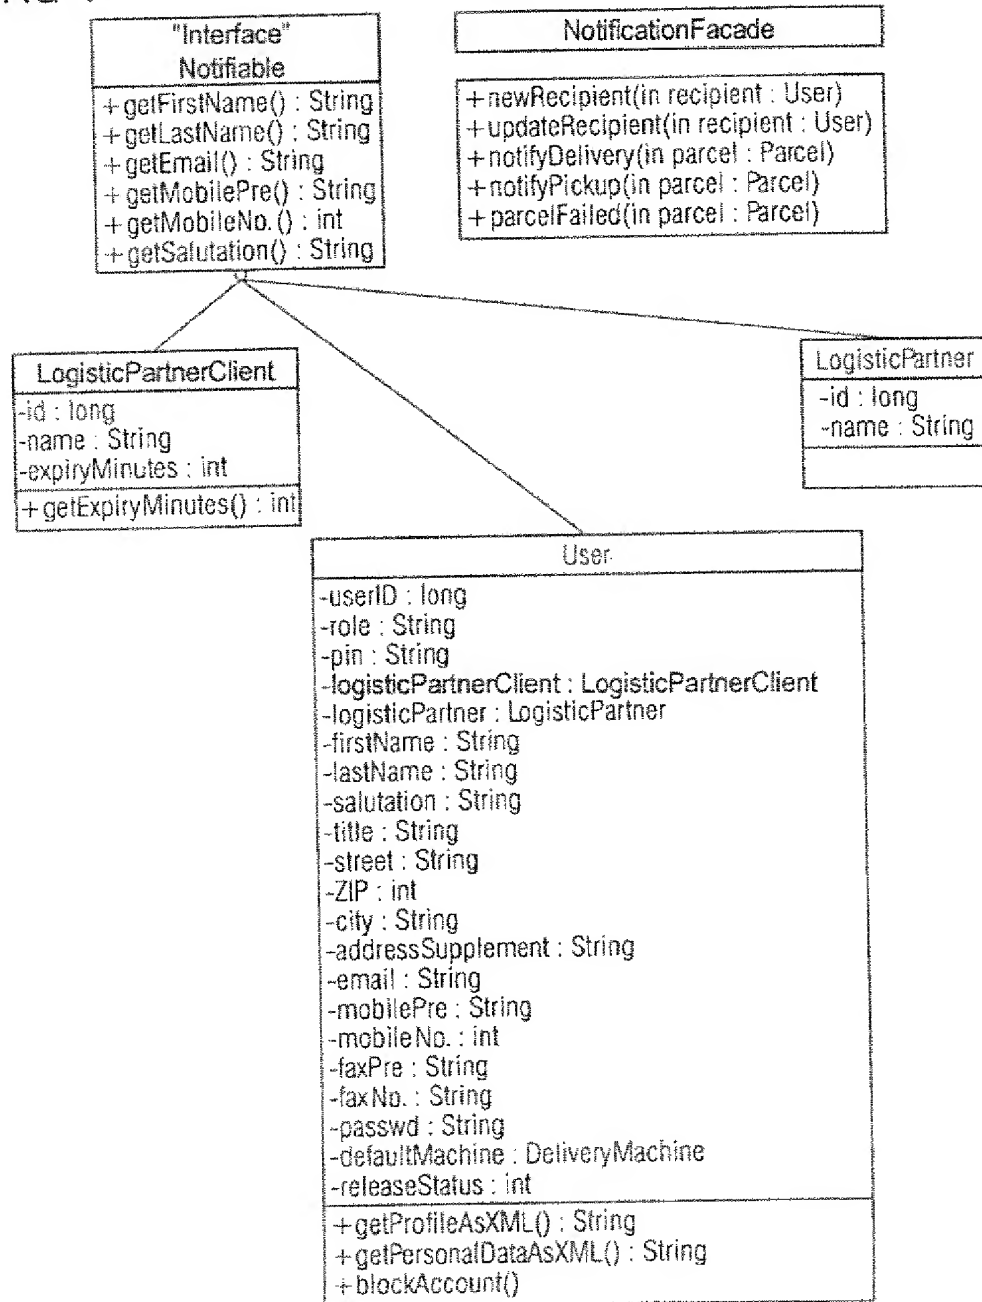 "Interface"
Notifiable
+getFirstName() : String
+getLastName() : String
+getEmail() : String
+getMobilePre() : String
+getMobileNo.() : int
+getSalutation() : String
NotificationFacade
+newRecipient(in recipient : User)
+updateRecipient(in recipient : User)
+notifyDelivery(in parcel : Parcel)
+notifyPickup(in parcel : Parcel)
+parcelFailed(in parcel : Parcel)
LogisticPartnerClient
-id : long
-name : String
-expiryMinutes : int
+getExpiryMinutes() : int
LogisticPartner
-id : long
-name : String
User
-userID : long
-role : String
-pin : String
-logisticPartnerClient : LogisticPartnerClient
-logisticPartner : LogisticPartner
-firstName : String
-lastName : String
-salutation : String
-title : String
-street : String
-ZIP : int
-city : String
-addressSupplement : String
-email : String
-mobilePre : String
-mobileNo. : int
-faxPre : String
-faxNo. : String
-passwd : String
-defaultMachine : DeliveryMachine
-releaseStatus : int
+getProfileAsXML() : String
+getPersonalDataAsXML() : String
+blockAccount()